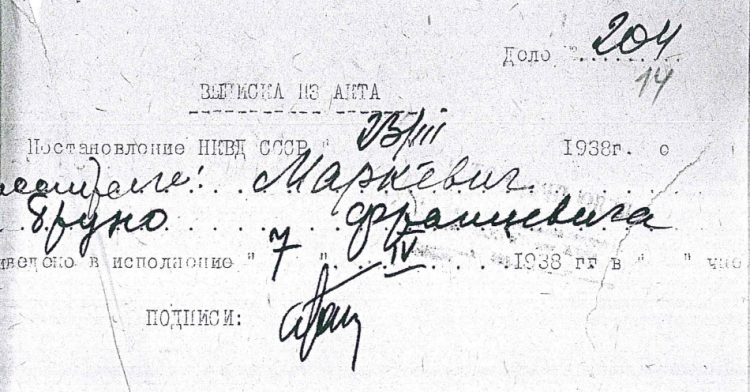 Дело "204
14
ВЫПИСКА ИЗ АКТА
Постановление НКВД СССР " 23/III 1938г. о
Маркевич
Бруно Францевича
иведено в исполнение " 7 " IV 1938 гг в " " час
ПОДПИСИ: